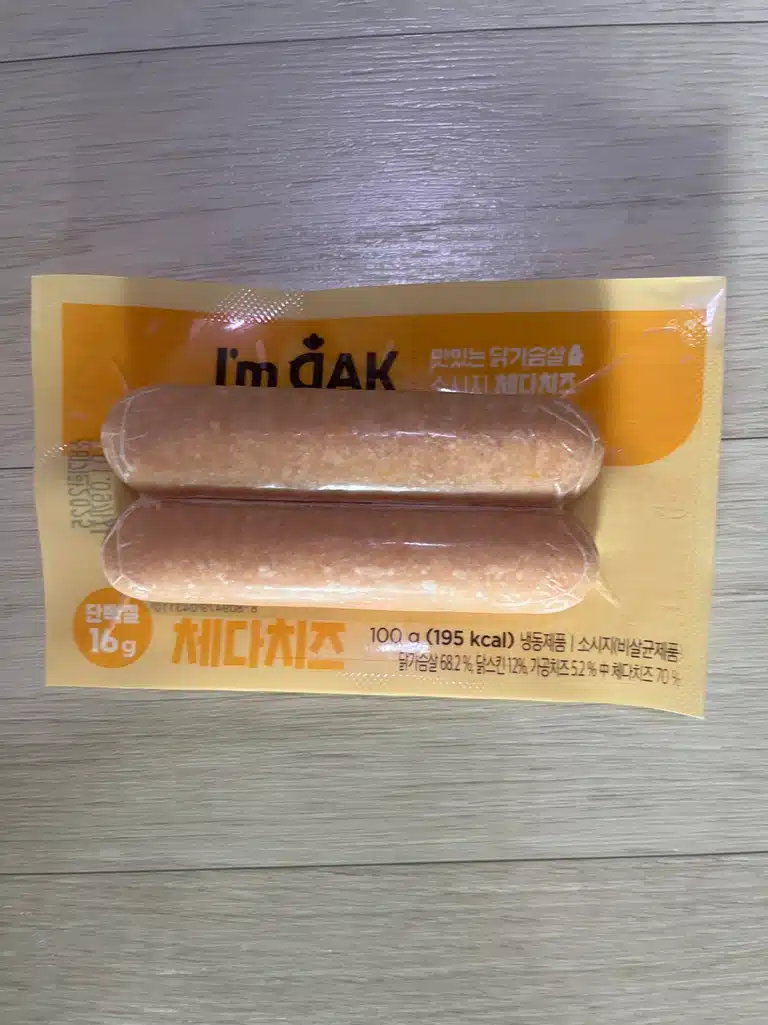 I'm DAK
맛있는 닭가슴살
소시지 체다치즈
단백질
16g
체다치즈
100 g (195 kcal) 냉동제품 | 소시지(비살균제품)
닭가슴살 68.2 %, 닭스킨 12%, 가공치즈 5.2 % 中 체다치즈 70 %